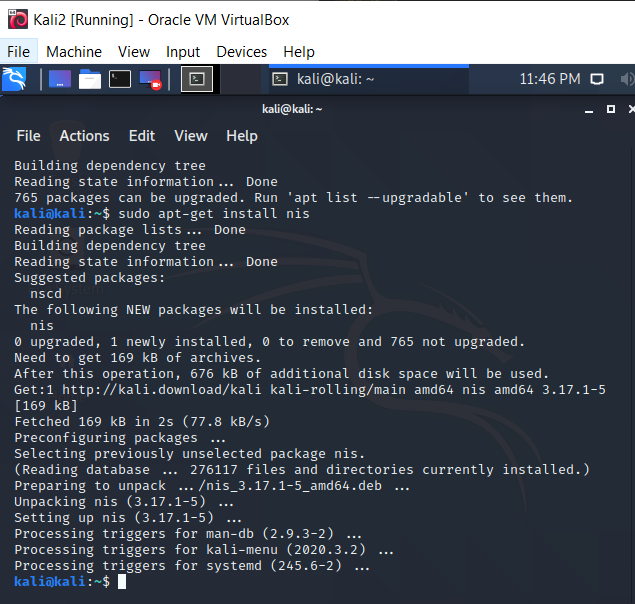 Kali2 [Running] - Oracle VM VirtualBox
File Machine View Input Devices Help
kali@kali: ~ 11:46 PM
kali@kali: ~
File Actions Edit View Help
Building dependency tree
Reading state information... Done
765 packages can be upgraded. Run 'apt list --upgradable' to see them.
kali@kali:~$ sudo apt-get install nis
Reading package lists... Done
Building dependency tree
Reading state information... Done
Suggested packages:
  nscd
The following NEW packages will be installed:
  nis
0 upgraded, 1 newly installed, 0 to remove and 765 not upgraded.
Need to get 169 kB of archives.
After this operation, 676 kB of additional disk space will be used.
Get:1 http://kali.download/kali kali-rolling/main amd64 nis amd64 3.17.1-5
[169 kB]
Fetched 169 kB in 2s (77.8 kB/s)
Preconfiguring packages ...
Selecting previously unselected package nis.
(Reading database ... 276117 files and directories currently installed.)
Preparing to unpack .../nis_3.17.1-5_amd64.deb ...
Unpacking nis (3.17.1-5) ...
Setting up nis (3.17.1-5) ...
Processing triggers for man-db (2.9.3-2) ...
Processing triggers for kali-menu (2020.3.2) ...
Processing triggers for systemd (245.6-2) ...
kali@kali:~$